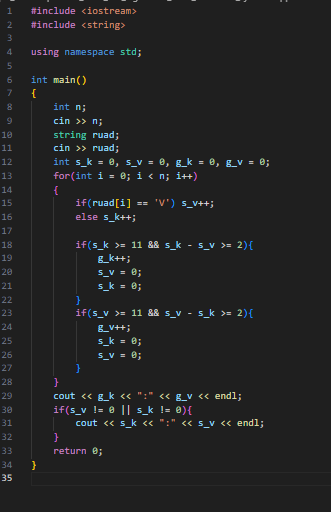 1 #include <iostream>
2 #include <string>
3
4 using namespace std;
5
6 int main()
7 {
8 int n;
9 cin >> n;
10 string ruad;
11 cin >> ruad;
12 int s_k = 0, s_v = 0, g_k = 0, g_v = 0;
13 for(int i = 0; i < n; i++)
14 {
15 if(ruad[i] == 'V') s_v++;
16 else s_k++;
17
18 if(s_k >= 11 && s_k - s_v >= 2){
19 g_k++;
20 s_v = 0;
21 s_k = 0;
22 }
23 if(s_v >= 11 && s_v - s_k >= 2){
24 g_v++;
25 s_k = 0;
26 s_v = 0;
27 }
28 }
29 cout << g_k << ":" << g_v << endl;
30 if(s_v != 0 || s_k != 0){
31 cout << s_k << ":" << s_v << endl;
32 }
33 return 0;
34 }
35